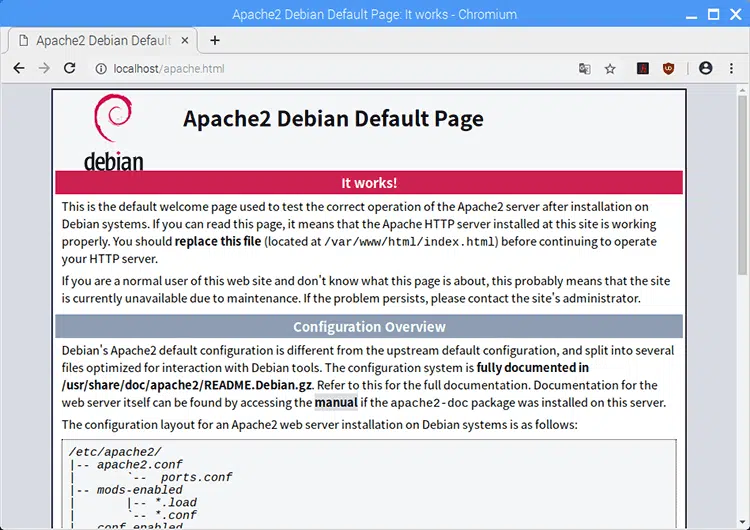 Apache2 Debian Default Page: It works - Chromium
Apache2 Debian Default
localhost/apache.html
debian
Apache2 Debian Default Page
It works!
This is the default welcome page used to test the correct operation of the Apache2 server after installation on
Debian systems. If you can read this page, it means that the Apache HTTP server installed at this site is working
properly. You should replace this file (located at /var/www/html/index.html) before continuing to operate
your HTTP server.
If you are a normal user of this web site and don't know what this page is about, this probably means that the site
is currently unavailable due to maintenance. If the problem persists, please contact the site's administrator.
Configuration Overview
Debian's Apache2 default configuration is different from the upstream default configuration, and split into several
files optimized for interaction with Debian tools. The configuration system is fully documented in
/usr/share/doc/apache2/README.Debian.gz. Refer to this for the full documentation. Documentation for the
web server itself can be found by accessing the manual if the apache2-doc package was installed on this server.
The configuration layout for an Apache2 web server installation on Debian systems is as follows:
/etc/apache2/
|-- apache2.conf
|       `--  ports.conf
|-- mods-enabled
|       |-- *.load
|       `-- *.conf
|-- conf-enabled